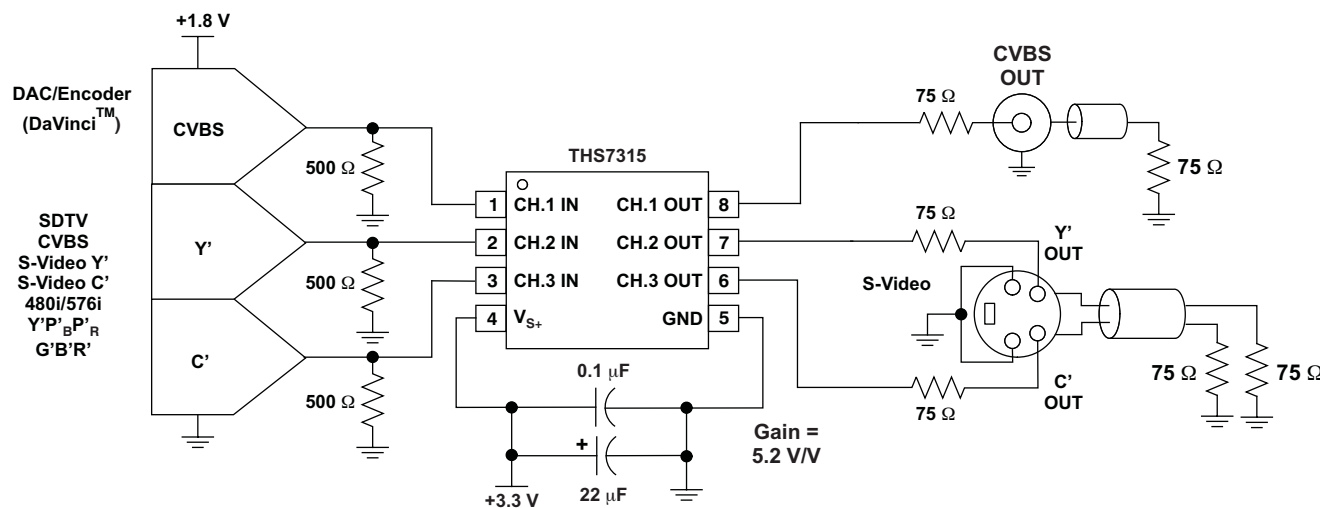 +1.8 V
DAC/Encoder
(DaVinci™)
CVBS
500 Ω
SDTV
CVBS
S-Video Y'
S-Video C'
480i/576i
Y'P'BP'R
G'B'R'
Y'
500 Ω
C'
500 Ω
THS7315
1 CH.1 IN CH.1 OUT 8
2 CH.2 IN CH.2 OUT 7
3 CH.3 IN CH.3 OUT 6
4 VS+ GND 5
0.1 µF
+
22 µF
+3.3 V
Gain =
5.2 V/V
CVBS
OUT
75 Ω
75 Ω
75 Ω
Y'
OUT
S-Video
C'
OUT
75 Ω
75 Ω
75 Ω